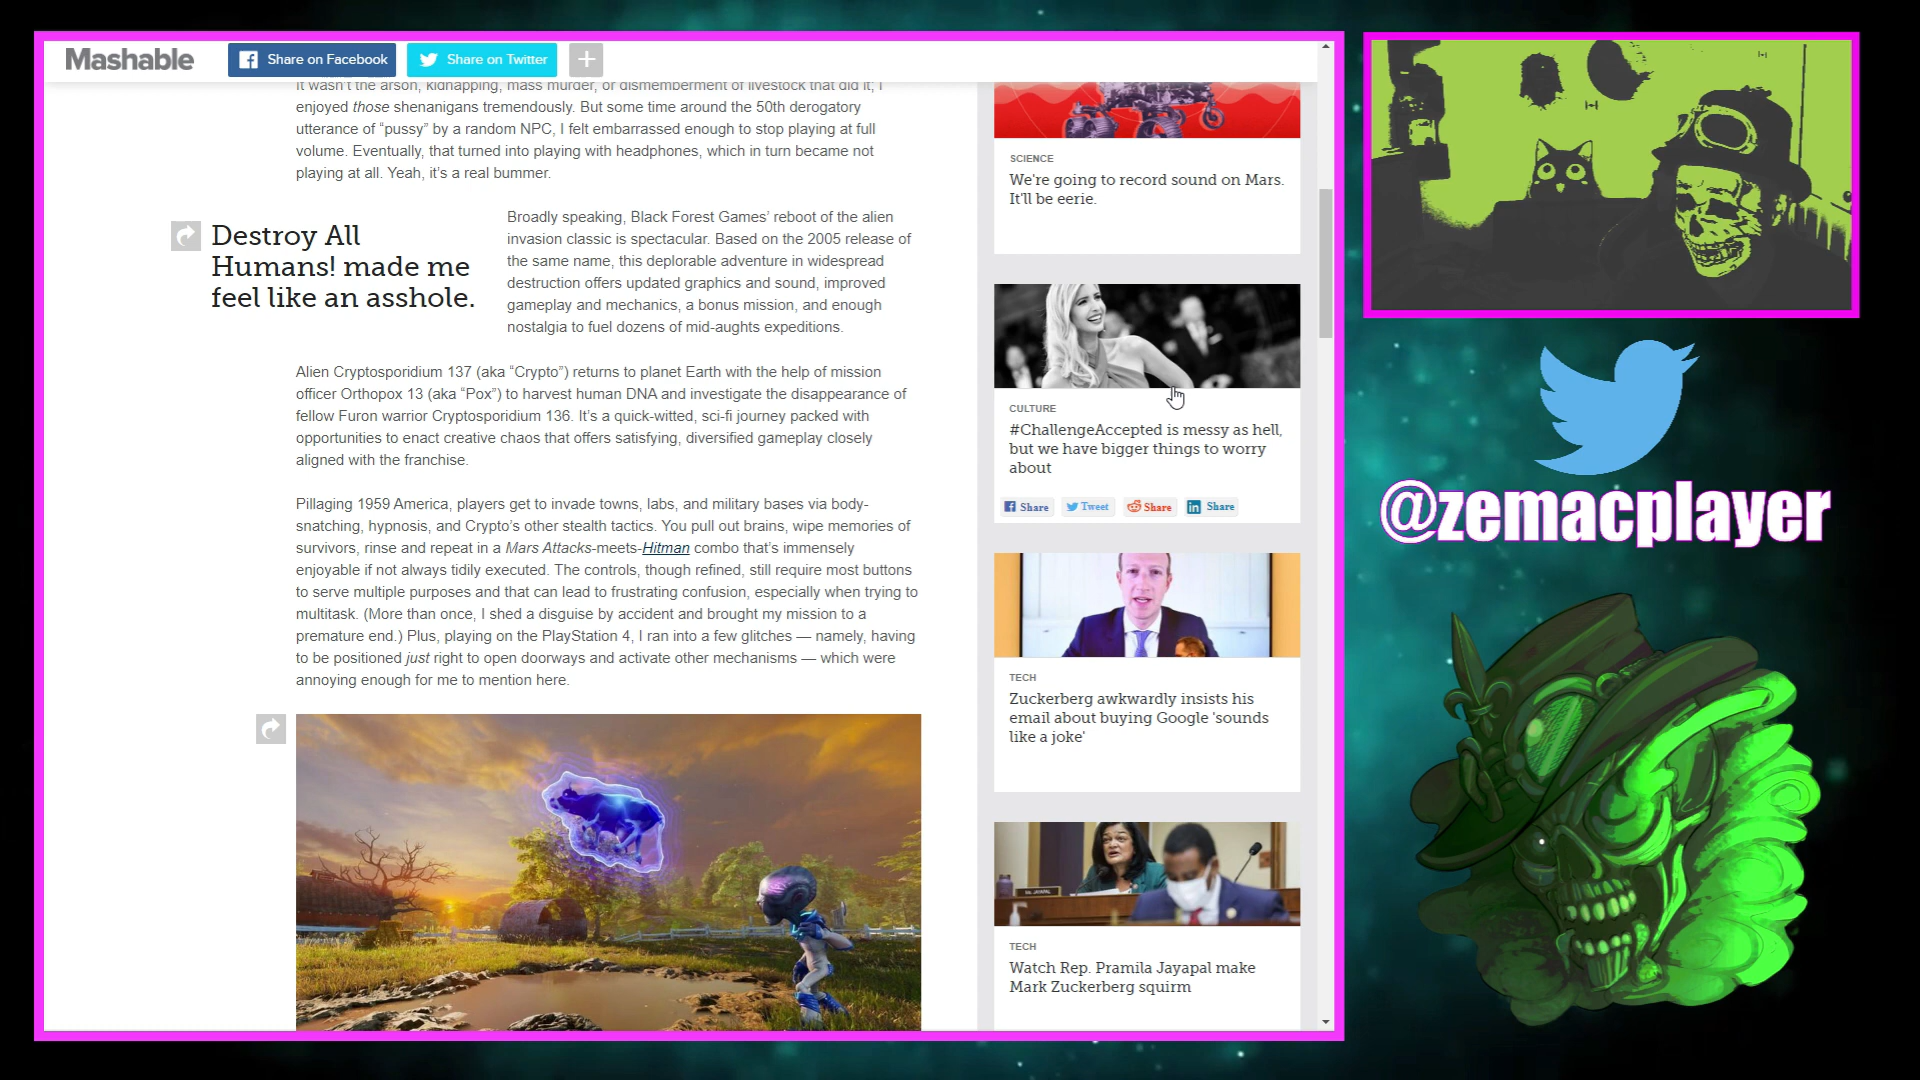 Mashable
Share on Facebook
Share on Twitter
It wasn't the arson, kidnapping, mass murder, or dismemberment of livestock that did it; I
enjoyed those shenanigans tremendously. But some time around the 50th derogatory
utterance of “pussy” by a random NPC, I felt embarrassed enough to stop playing at full
volume. Eventually, that turned into playing with headphones, which in turn became not
playing at all. Yeah, it’s a real bummer.
Destroy All
Humans! made me
feel like an asshole.
Broadly speaking, Black Forest Games’ reboot of the alien
invasion classic is spectacular. Based on the 2005 release of
the same name, this deplorable adventure in widespread
destruction offers updated graphics and sound, improved
gameplay and mechanics, a bonus mission, and enough
nostalgia to fuel dozens of mid-aughts expeditions.
Alien Cryptosporidium 137 (aka “Crypto”) returns to planet Earth with the help of mission
officer Orthopox 13 (aka “Pox”) to harvest human DNA and investigate the disappearance of
fellow Furon warrior Cryptosporidium 136. It’s a quick-witted, sci-fi journey packed with
opportunities to enact creative chaos that offers satisfying, diversified gameplay closely
aligned with the franchise.
Pillaging 1959 America, players get to invade towns, labs, and military bases via body-
snatching, hypnosis, and Crypto’s other stealth tactics. You pull out brains, wipe memories of
survivors, rinse and repeat in a Mars Attacks-meets-Hitman combo that’s immensely
enjoyable if not always tidily executed. The controls, though refined, still require most buttons
to serve multiple purposes and that can lead to frustrating confusion, especially when trying to
multitask. (More than once, I shed a disguise by accident and brought my mission to a
premature end.) Plus, playing on the PlayStation 4, I ran into a few glitches — namely, having
to be positioned just right to open doorways and activate other mechanisms — which were
annoying enough for me to mention here.
SCIENCE
We're going to record sound on Mars.
It'll be eerie.
CULTURE
#ChallengeAccepted is messy as hell,
but we have bigger things to worry
about
Share
Tweet
Share
Share
TECH
Zuckerberg awkwardly insists his
email about buying Google 'sounds
like a joke'
TECH
Watch Rep. Pramila Jayapal make
Mark Zuckerberg squirm
@zemacplayer